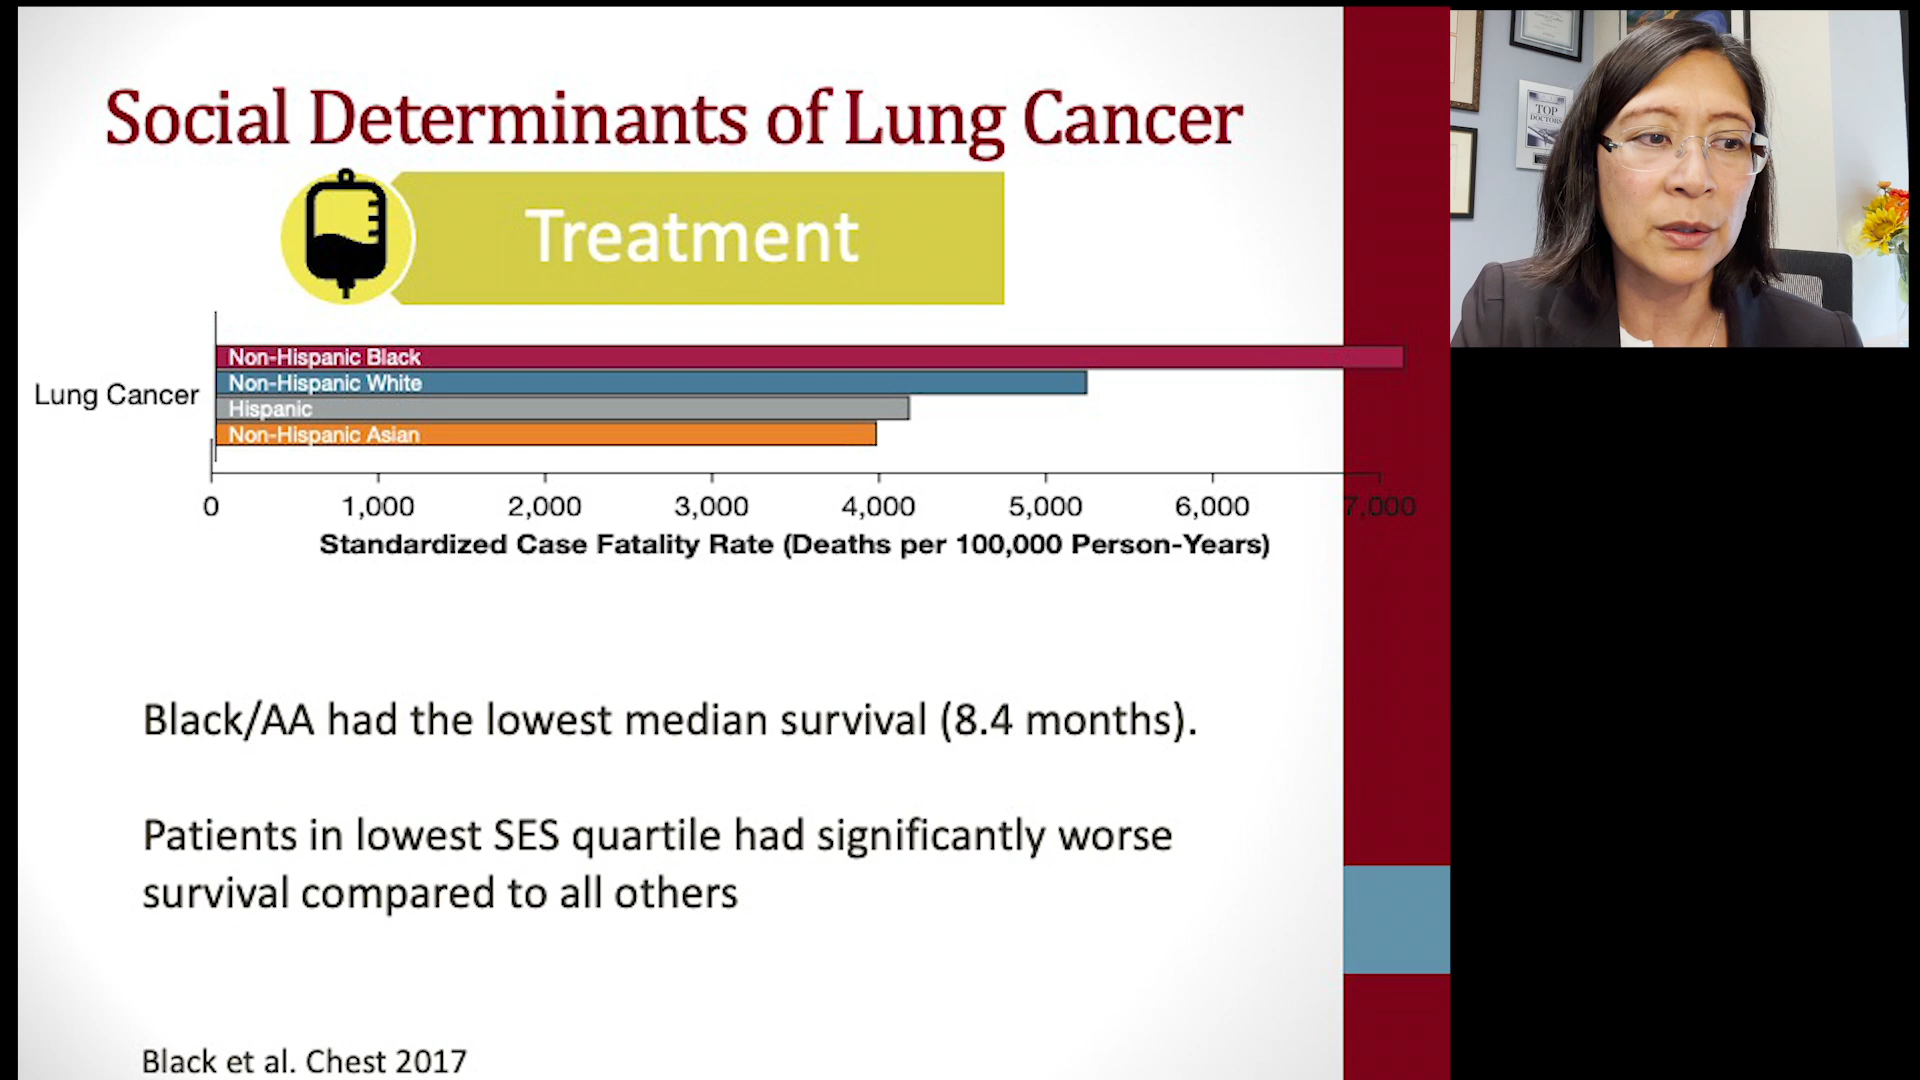 Social Determinants of Lung Cancer
Treatment
Non-Hispanic Black
Non-Hispanic White
Lung Cancer
Hispanic
Non-Hispanic Asian
0 1,000 2,000 3,000 4,000 5,000 6,000 7,000
Standardized Case Fatality Rate (Deaths per 100,000 Person-Years)
Black/AA had the lowest median survival (8.4 months).
Patients in lowest SES quartile had significantly worse
survival compared to all others
Black et al. Chest 2017
TOP
DOCTORS